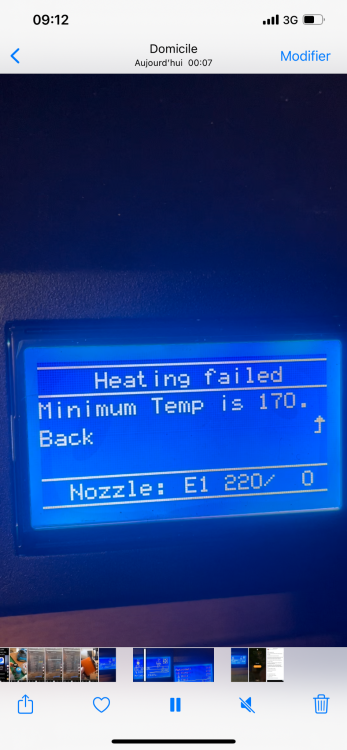 09:12
3G
Domicile
Aujourd'hui 00:07
Modifier
Heating failed
Minimum Temp is 170.
Back
Nozzle: E1 220/ 0